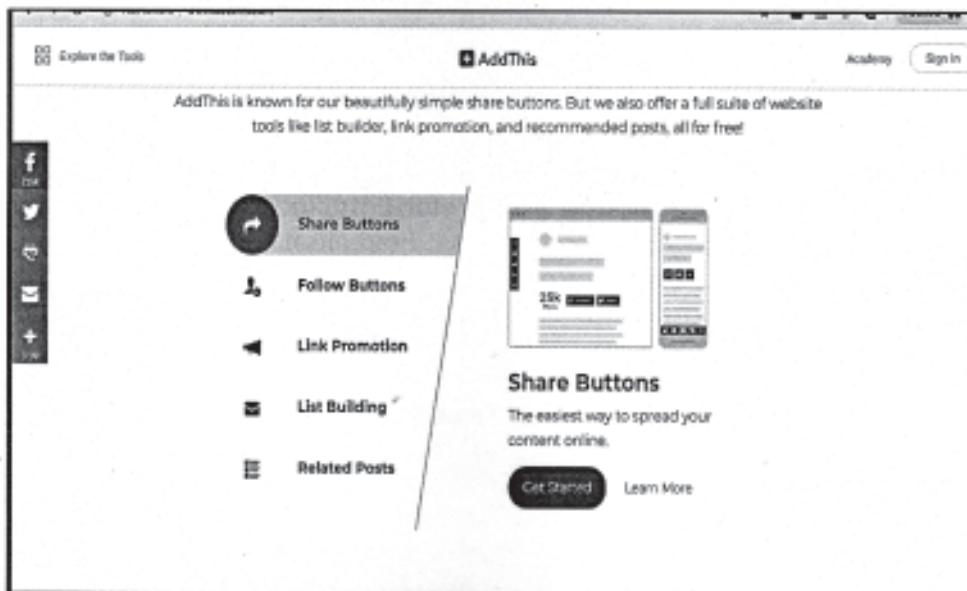 Explore the Tools
AddThis
Academy
Sign In
AddThis is known for our beautifully simple share buttons. But we also offer a full suite of website
tools like list builder, link promotion, and recommended posts, all for free!
Share Buttons
Follow Buttons
Link Promotion
List Building
Related Posts
25k
Share Buttons
The easiest way to spread your
content online.
Get Started
Learn More